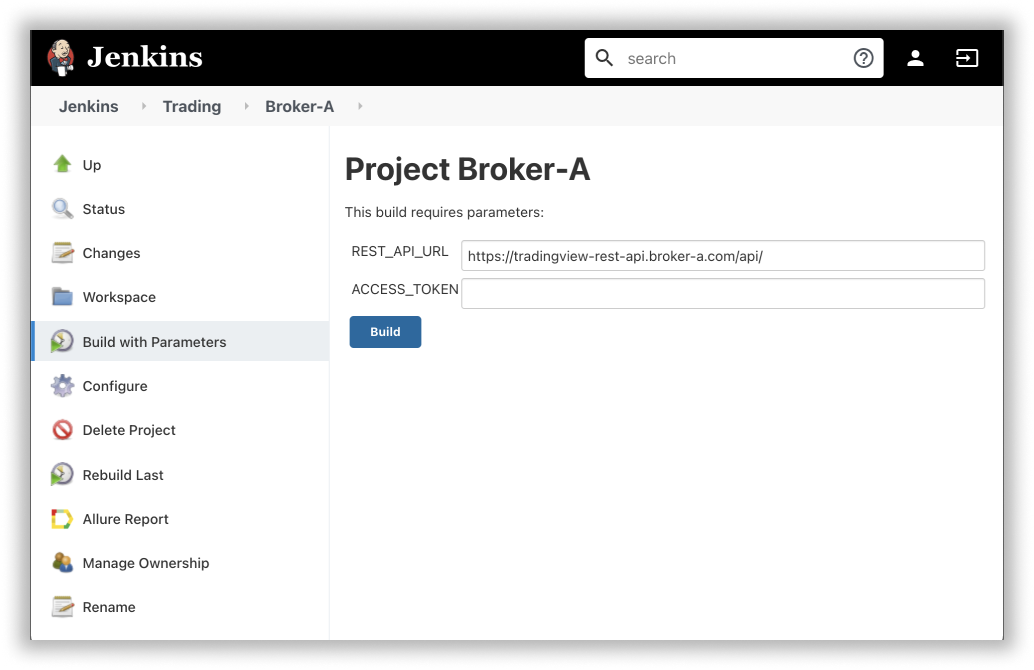 Jenkins
search
Jenkins Trading Broker-A
Up
Status
Changes
Workspace
Build with Parameters
Configure
Delete Project
Rebuild Last
Allure Report
Manage Ownership
Rename
Project Broker-A
This build requires parameters:
REST_API_URL https://tradingview-rest-api.broker-a.com/api/
ACCESS_TOKEN
Build